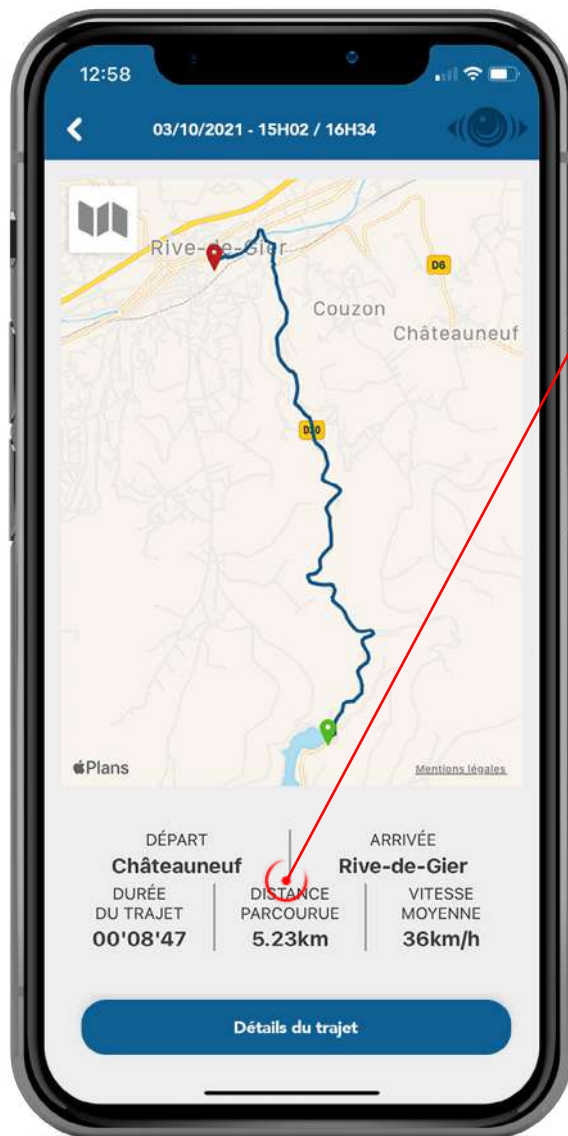 12:58
03/10/2021 - 15H02 / 16H34
Rive-de-Gier
D6
Couzon
Châteauneuf
D30
Plans
Mentions légales
DÉPART
ARRIVÉE
Châteauneuf
Rive-de-Gier
DURÉE
DU TRAJET
DISTANCE
PARCOURUE
VITESSE
MOYENNE
00'08'47
5.23km
36km/h
Détails du trajet